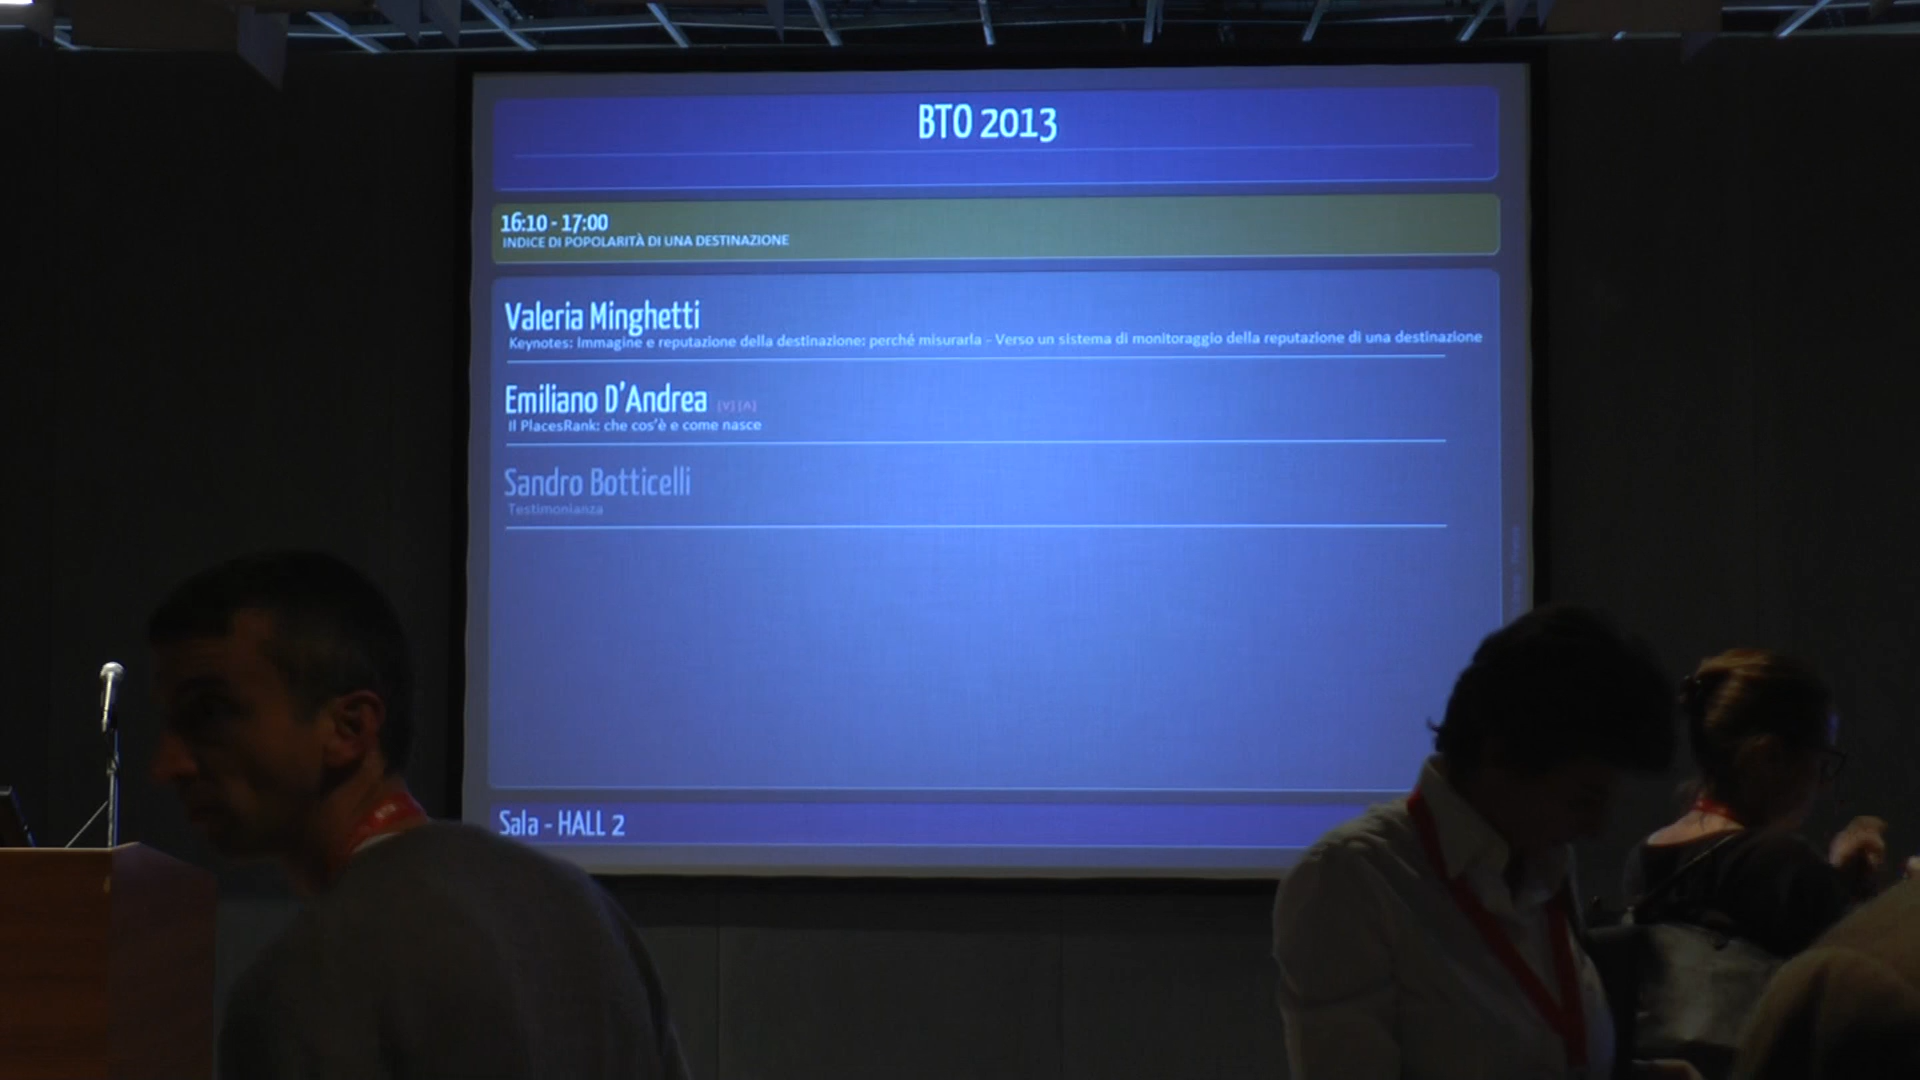 BTO 2013
16:10 - 17:00
INDICE DI POPOLARITÀ DI UNA DESTINAZIONE
Valeria Minghetti
Keynotes: Immagine e reputazione della destinazione: perché misurarla - Verso un sistema di monitoraggio della reputazione di una destinazione
Emiliano D'Andrea [V] [A]
Il PlacesRank: che cos'è e come nasce
Sandro Botticelli
Testimonianza
Sala - HALL 2